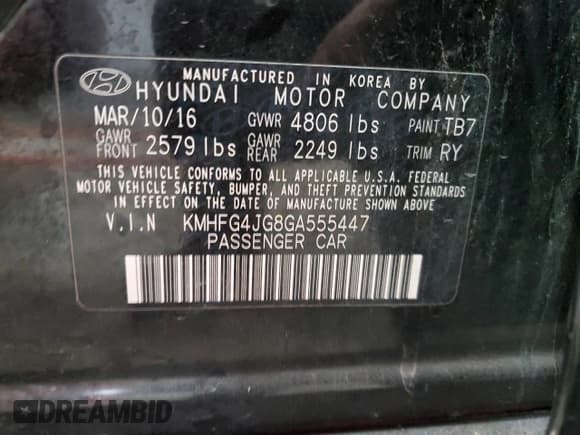 MANUFACTURED IN KOREA BY
HYUNDAI MOTOR COMPANY
MAR/10/16 GVWR 4806 lbs PAINT TB7
GAWR FRONT 2579 lbs GAWR REAR 2249 lbs TRIM RY
THIS VEHICLE CONFORMS TO ALL APPLICABLE U.S.A. FEDERAL
MOTOR VEHICLE SAFETY, BUMPER, AND THEFT PREVENTION STANDARDS
IN EFFECT ON THE DATE OF MANUFACTURE SHOWN ABOVE
V.I.N KMHFG4JG8GA555447
PASSENGER CAR
DREAMBID